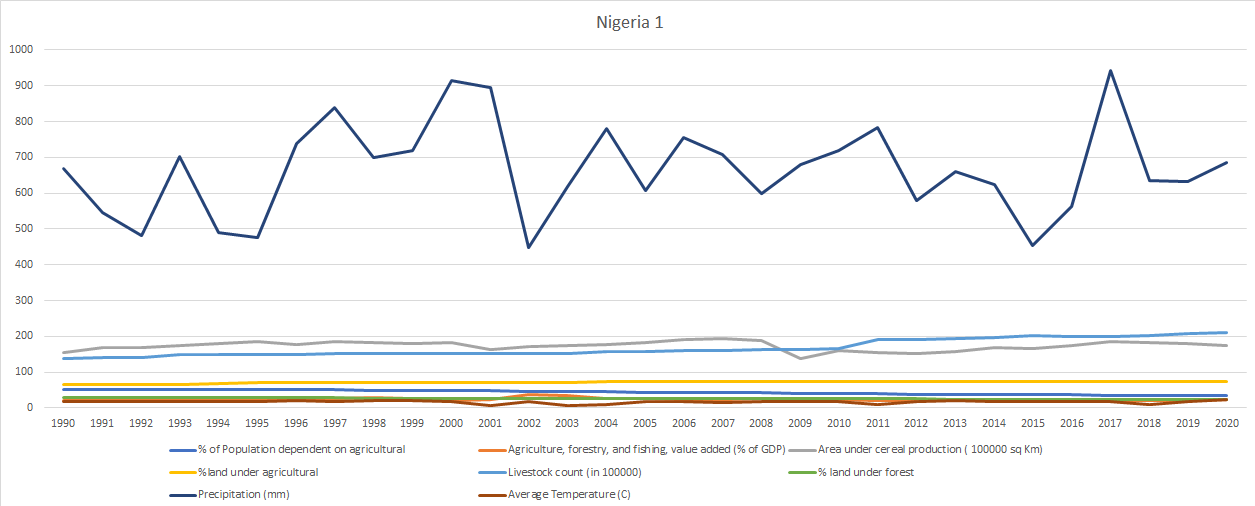 Nigeria 1
1000
900
800
700
600
500
400
300
200
100
0
1990 1991 1992 1993 1994 1995 1996 1997 1998 1999 2000 2001 2002 2003 2004 2005 2006 2007 2008 2009 2010 2011 2012 2013 2014 2015 2016 2017 2018 2019 2020
% of Population dependent on agricultural Agriculture, forestry, and fishing, value added (% of GDP) Area under cereal production ( 100000 sq Km)
%land under agricultural Livestock count (in 100000) % land under forest
Precipitation (mm) Average Temperature (C)